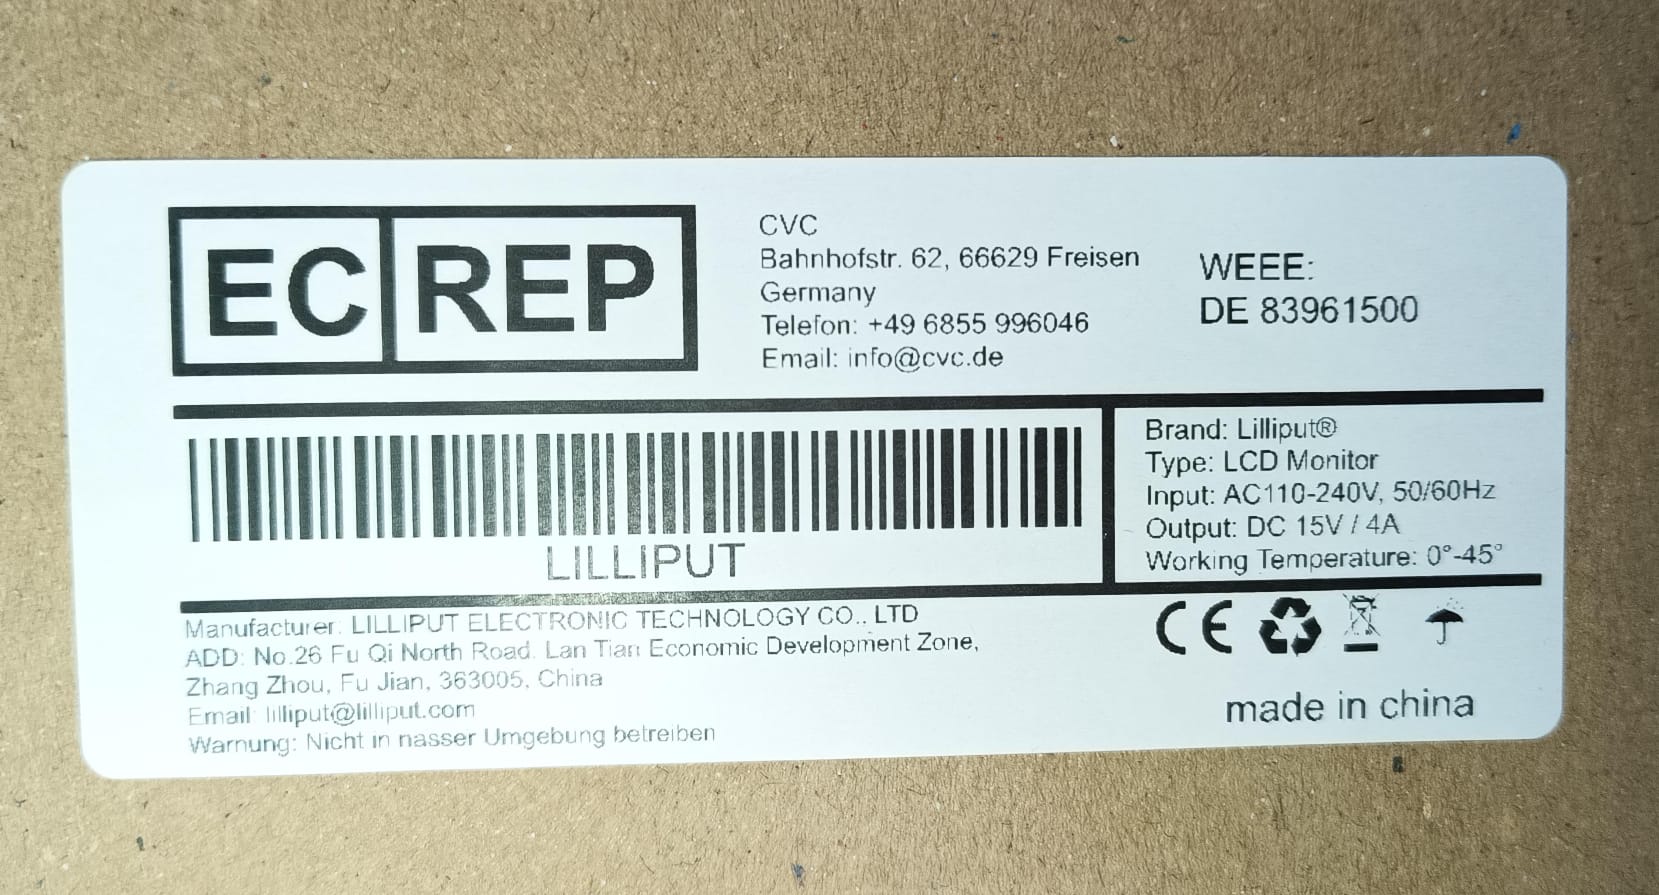 EC REP
CVC
Bahnhofstr. 62, 66629 Freisen
Germany
Telefon: +49 6855 996046
Email: info@cvc.de
WEEE:
DE 83961500
LILLIPUT
Brand: Lilliput®
Type: LCD Monitor
Input: AC110-240V, 50/60Hz
Output: DC 15V / 4A
Working Temperature: 0°-45°
Manufacturer: LILLIPUT ELECTRONIC TECHNOLOGY CO., LTD
ADD: No.26 Fu Qi North Road, Lan Tian Economic Development Zone,
Zhang Zhou, Fu Jian, 363005, China
Email: lilliput@lilliput.com
Warnung: Nicht in nasser Umgebung betreiben
CE
made in china